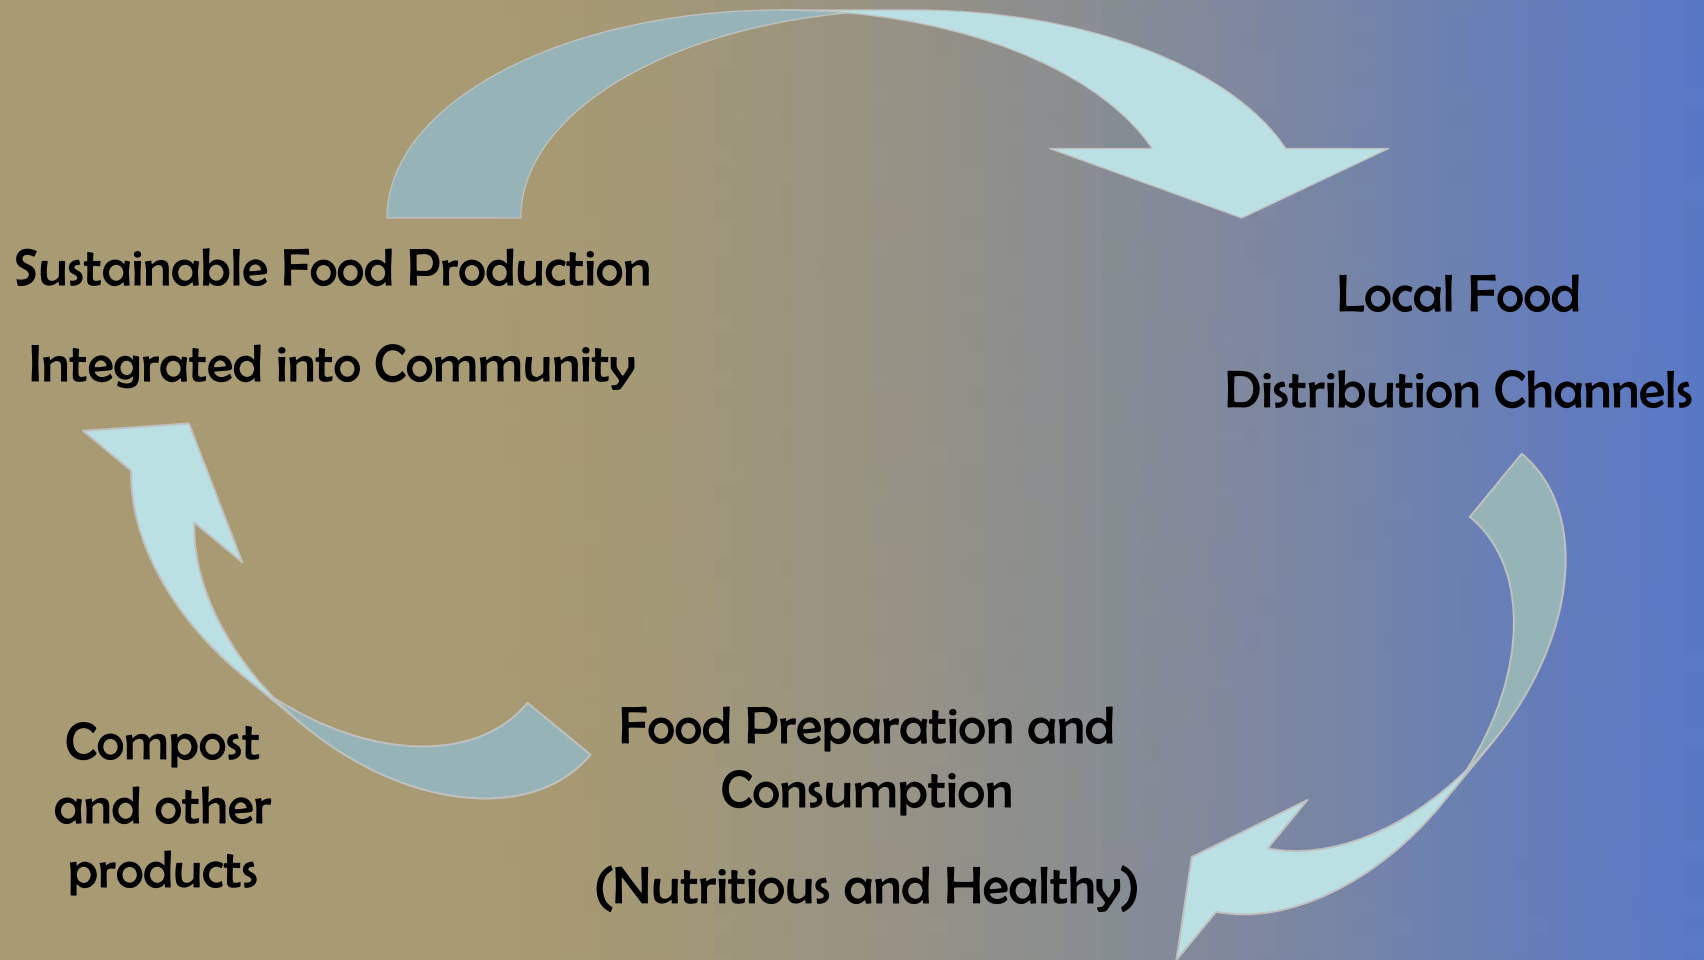 Sustainable Food Production
Integrated into Community
Local Food
Distribution Channels
Food Preparation and
Consumption
(Nutritious and Healthy)
Compost
and other
products